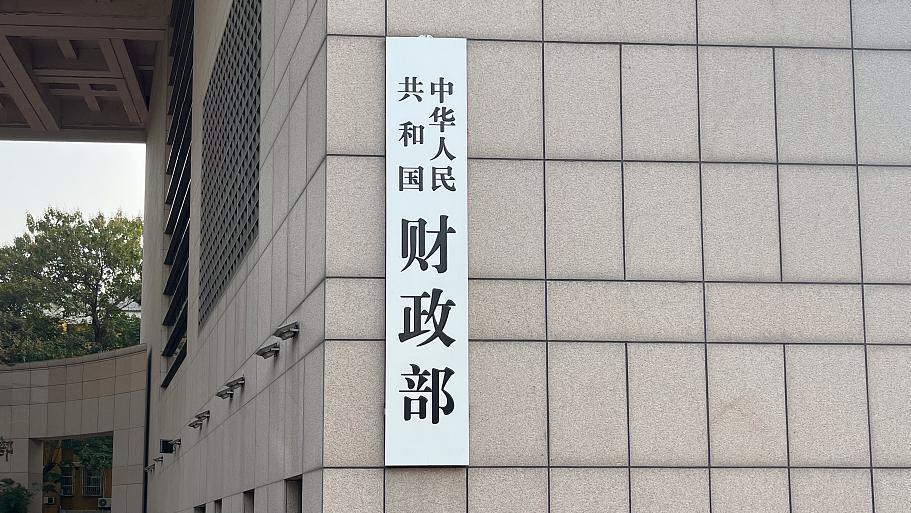 中华人民
共和国
财政部